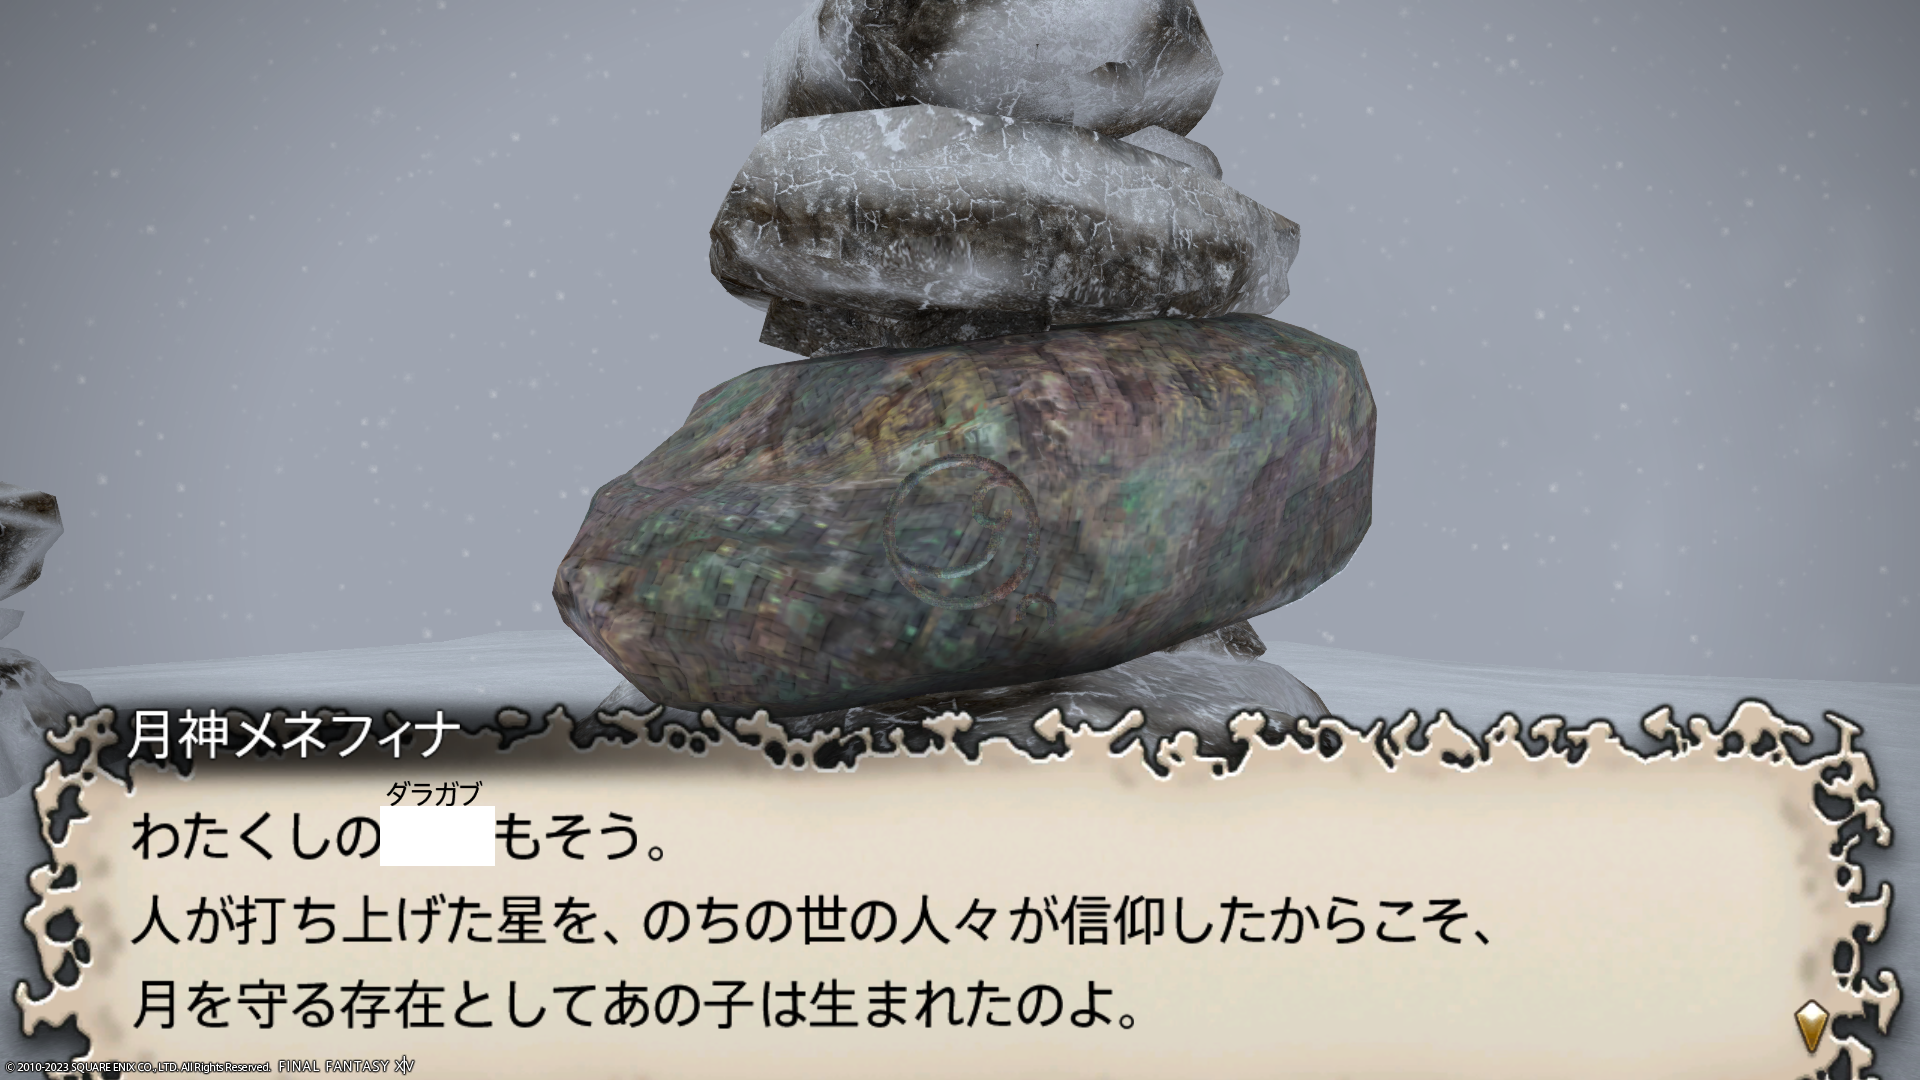 月神メネフィナ
ダラガブ
わたくしのもそう。
人が打ち上げた星を、のちの世の人々が信仰したからこそ、
月を守る存在としてあの子は生まれたのよ。
© 2010-2023 SQUARE ENIX CO., LTD. All Rights Reserved. FINAL FANTASY XIV